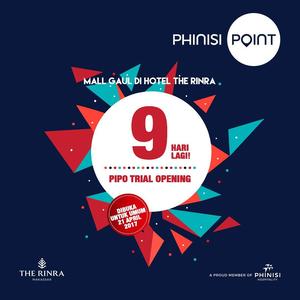 PHINISI POINT
MALL GAUL DI HOTEL THE RINRA
9
HARI
LAGI!
PIPO TRIAL OPENING
DIBUKA
UNTUK UMUM
21 APRIL
2017
THE RINRA
MAKASSAR
A PROUD MEMBER OF
PHINISI
HOSPITALITY